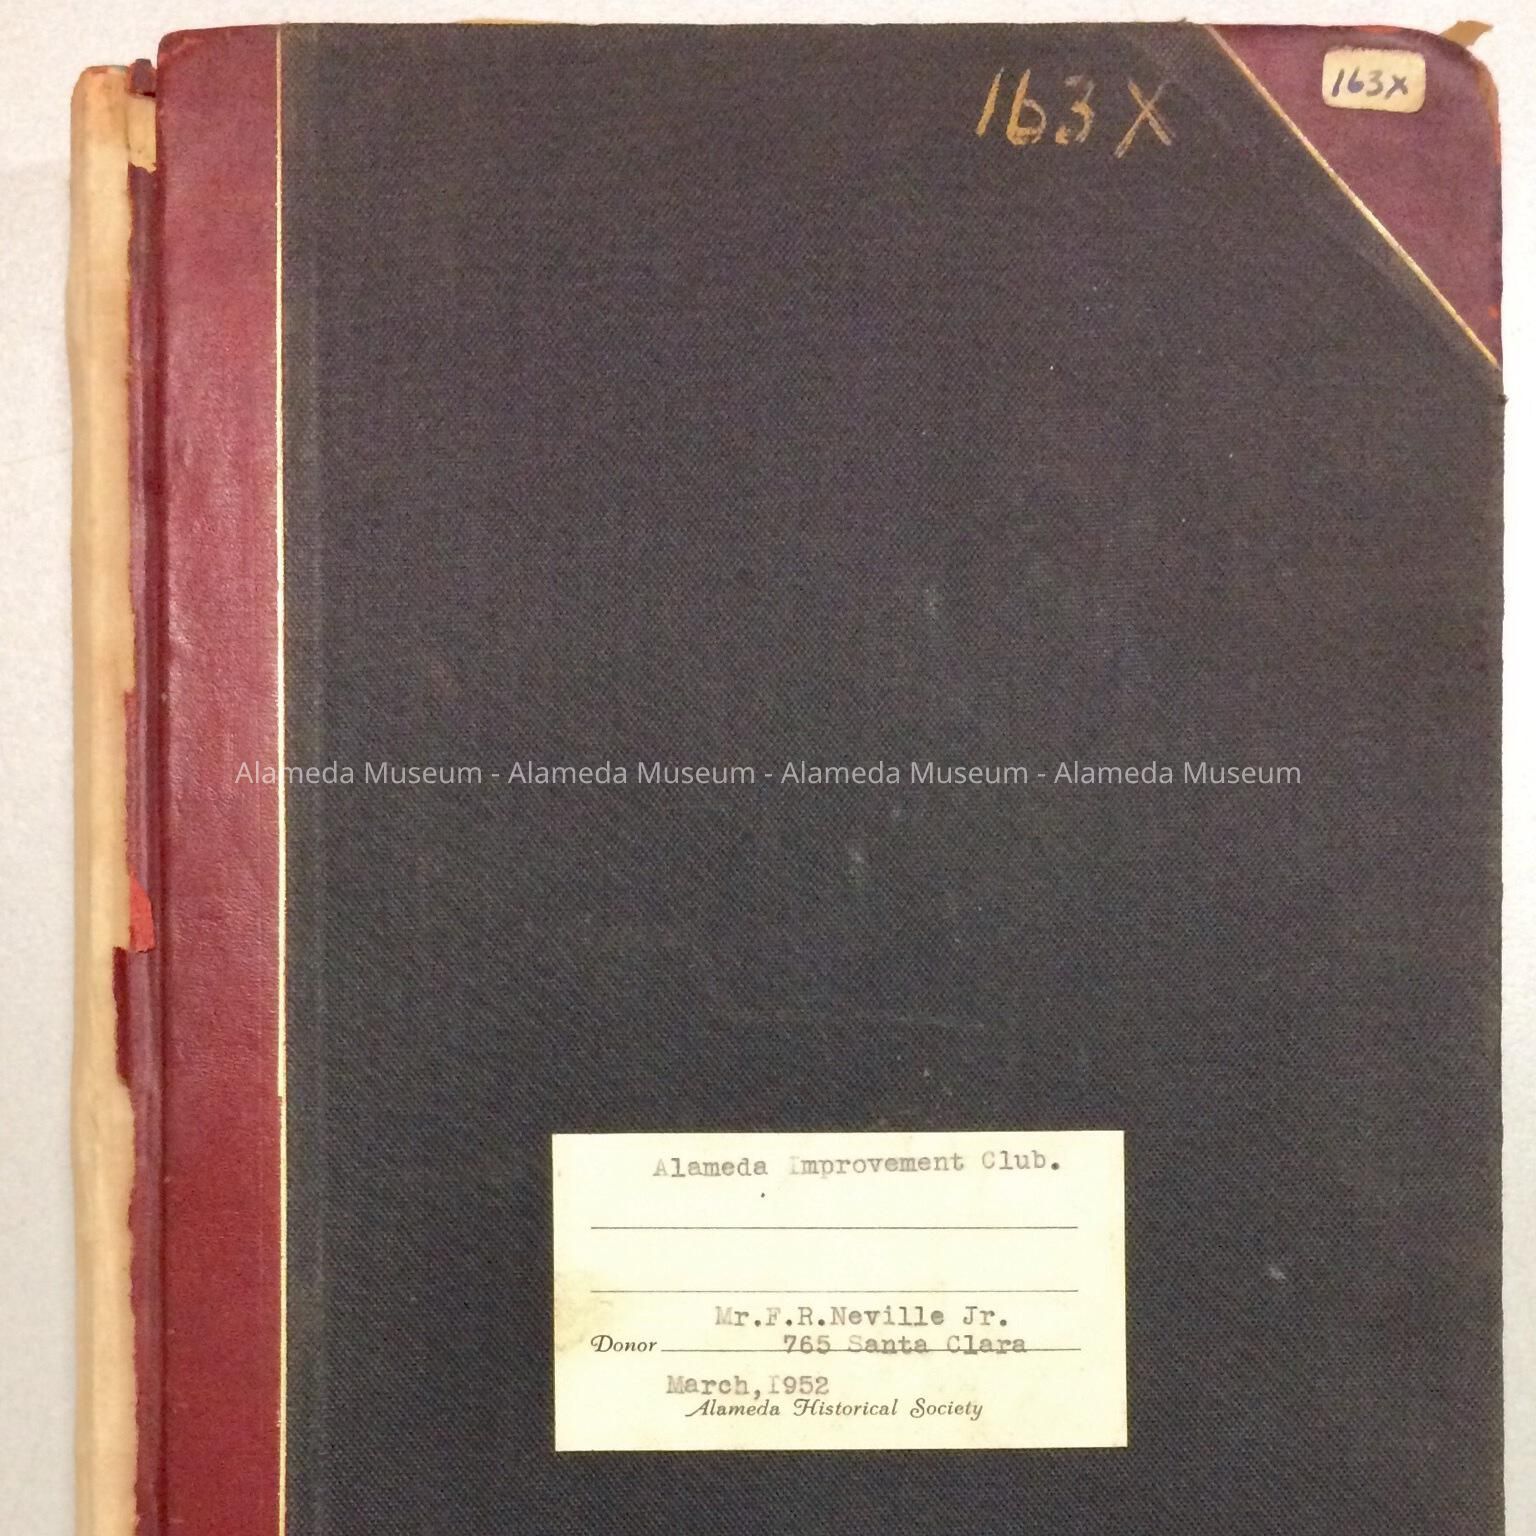 163X
163X
Alameda Museum - Alameda Museum - Alameda Museum - Alameda Museum
Alameda Improvement Club.
Mr.F.R.Neville Jr.
Donor 765 Santa Clara
March,1952
Alameda Historical Society